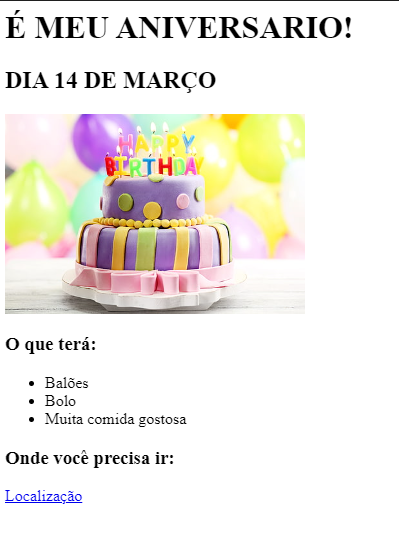 É MEU ANIVERSARIO!
DIA 14 DE MARÇO
HAPPY
BIRTHDAY
O que terá:
Balões
Bolo
Muita comida gostosa
Onde você precisa ir:
Localização